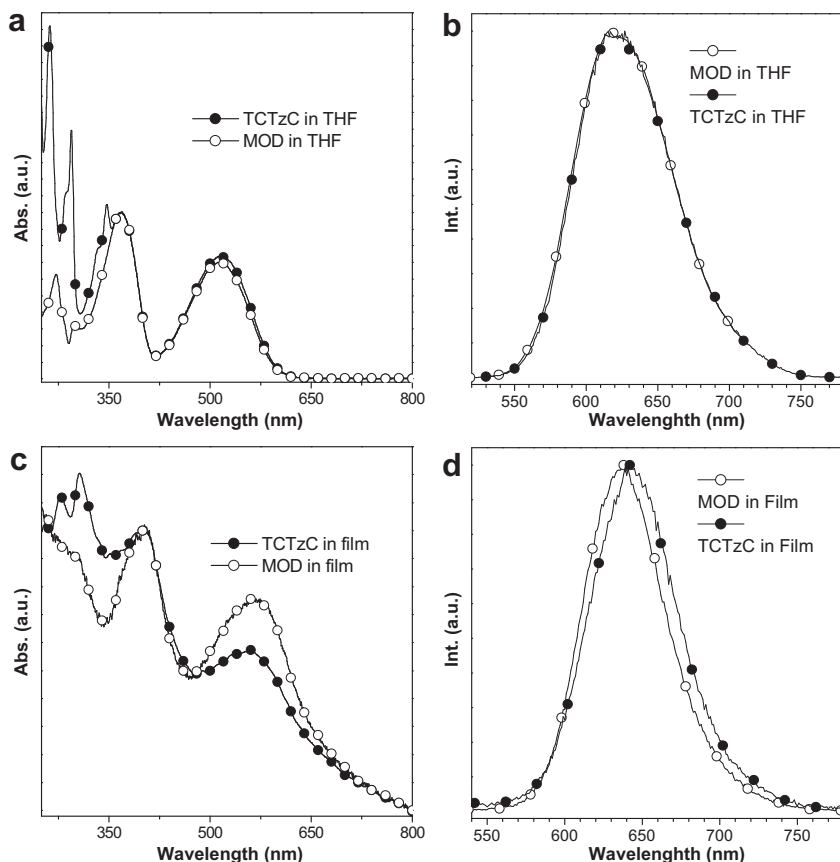 a
Abs. (a.u.)
TCTzC in THF
MOD in THF
350
500
650
800
Wavelength (nm)
b
Int. (a.u.)
MOD in THF
TCTzC in THF
550
600
650
700
750
Wavelenghth (nm)
c
Abs. (a.u.)
TCTzC in film
MOD in film
350
500
650
800
Wavelength (nm)
d
Int. (a.u.)
MOD in Film
TCTzC in Film
550
600
650
700
750
Wavelenghth (nm)